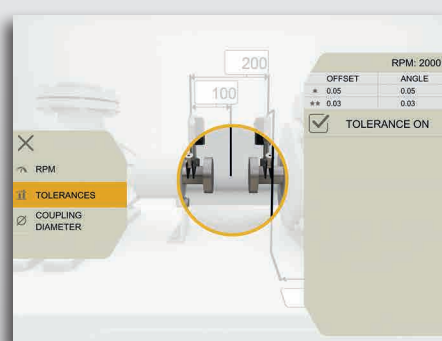 200
100
RPM
TOLERANCES
COUPLING
DIAMETER
RPM: 2000
OFFSET ANGLE
* 0.05 0.05
** 0.03 0.03
TOLERANCE ON